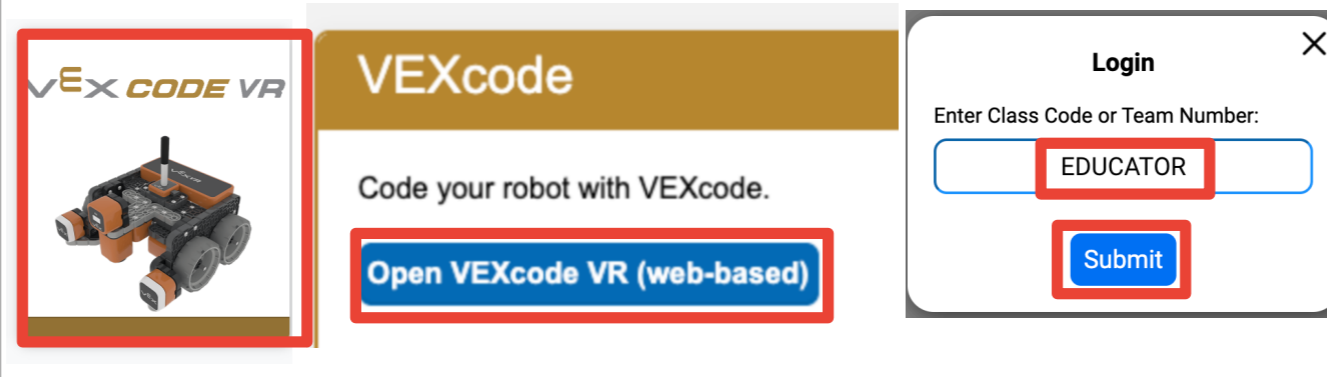 VEX CODE VR
VEXcode
Code your robot with VEXcode.
Open VEXcode VR (web-based)
Login
Enter Class Code or Team Number:
EDUCATOR
Submit